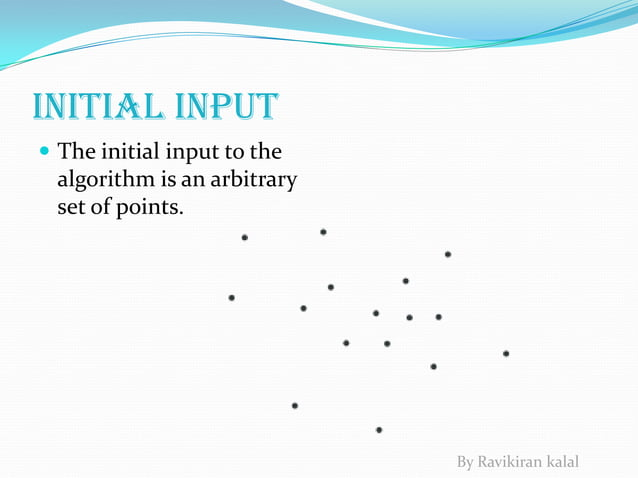 INITIAL INPUT
The initial input to the
algorithm is an arbitrary
set of points.
By Ravikiran kalal